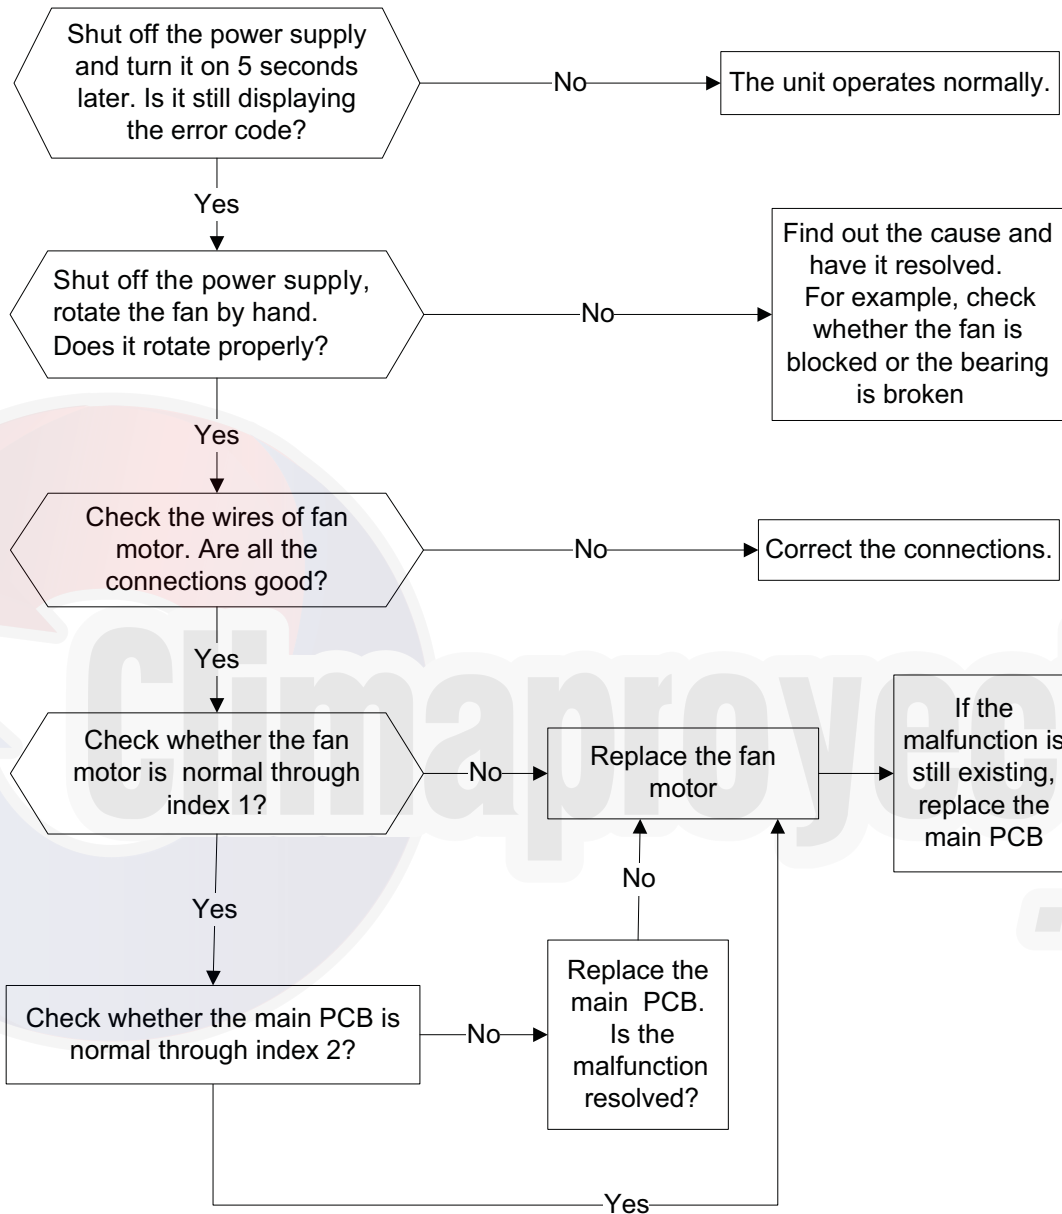 Shut off the power supply
and turn it on 5 seconds
later. Is it still displaying
the error code?
No
The unit operates normally.
Yes
Shut off the power supply,
rotate the fan by hand.
Does it rotate properly?
No
Find out the cause and
have it resolved.
For example, check
whether the fan is
blocked or the bearing
is broken
Yes
Check the wires of fan
motor. Are all the
connections good?
No
Correct the connections.
Yes
Check whether the fan
motor is normal through
index 1?
No
Replace the fan
motor
If the
malfunction is
still existing,
replace the
main PCB
Yes
No
Check whether the main PCB is
normal through index 2?
No
Replace the
main PCB.
Is the
malfunction
resolved?
Yes
Climaproyec